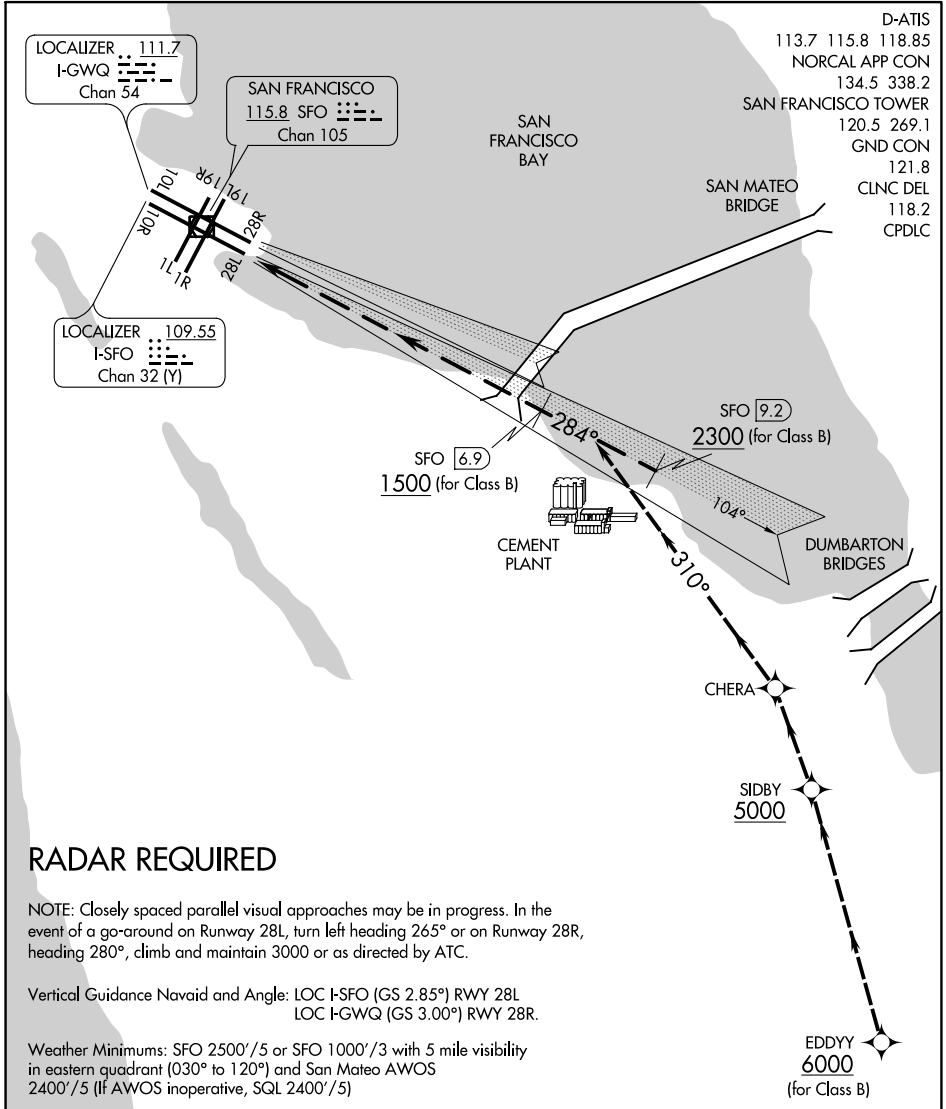 D-ATIS
113.7 115.8 118.85
NORCAL APP CON
134.5 338.2
SAN FRANCISCO TOWER
120.5 269.1
GND CON
121.8
CLNC DEL
118.2
CPDLC
LOCALIZER 111.7
I-GWQ
Chan 54
SAN FRANCISCO
115.8 SFO
Chan 105
SAN
FRANCISCO
BAY
SAN MATEO
BRIDGE
10L
19R
19L
28R
10R
1L
1R
28L
LOCALIZER 109.55
I-SFO
Chan 32 (Y)
284°
SFO 9.2
2300 (for Class B)
SFO 6.9
1500 (for Class B)
104°
CEMENT
PLANT
310°
DUMBARTON
BRIDGES
CHERA
SIDBY
5000
RADAR REQUIRED
NOTE: Closely spaced parallel visual approaches may be in progress. In the
event of a go-around on Runway 28L, turn left heading 265° or on Runway 28R,
heading 280°, climb and maintain 3000 or as directed by ATC.
Vertical Guidance Navaid and Angle: LOC I-SFO (GS 2.85°) RWY 28L
LOC I-GWQ (GS 3.00°) RWY 28R.
Weather Minimums: SFO 2500'/5 or SFO 1000'/3 with 5 mile visibility
in eastern quadrant (030° to 120°) and San Mateo AWOS
2400'/5 (If AWOS inoperative, SQL 2400'/5)
EDDYY
6000
(for Class B)